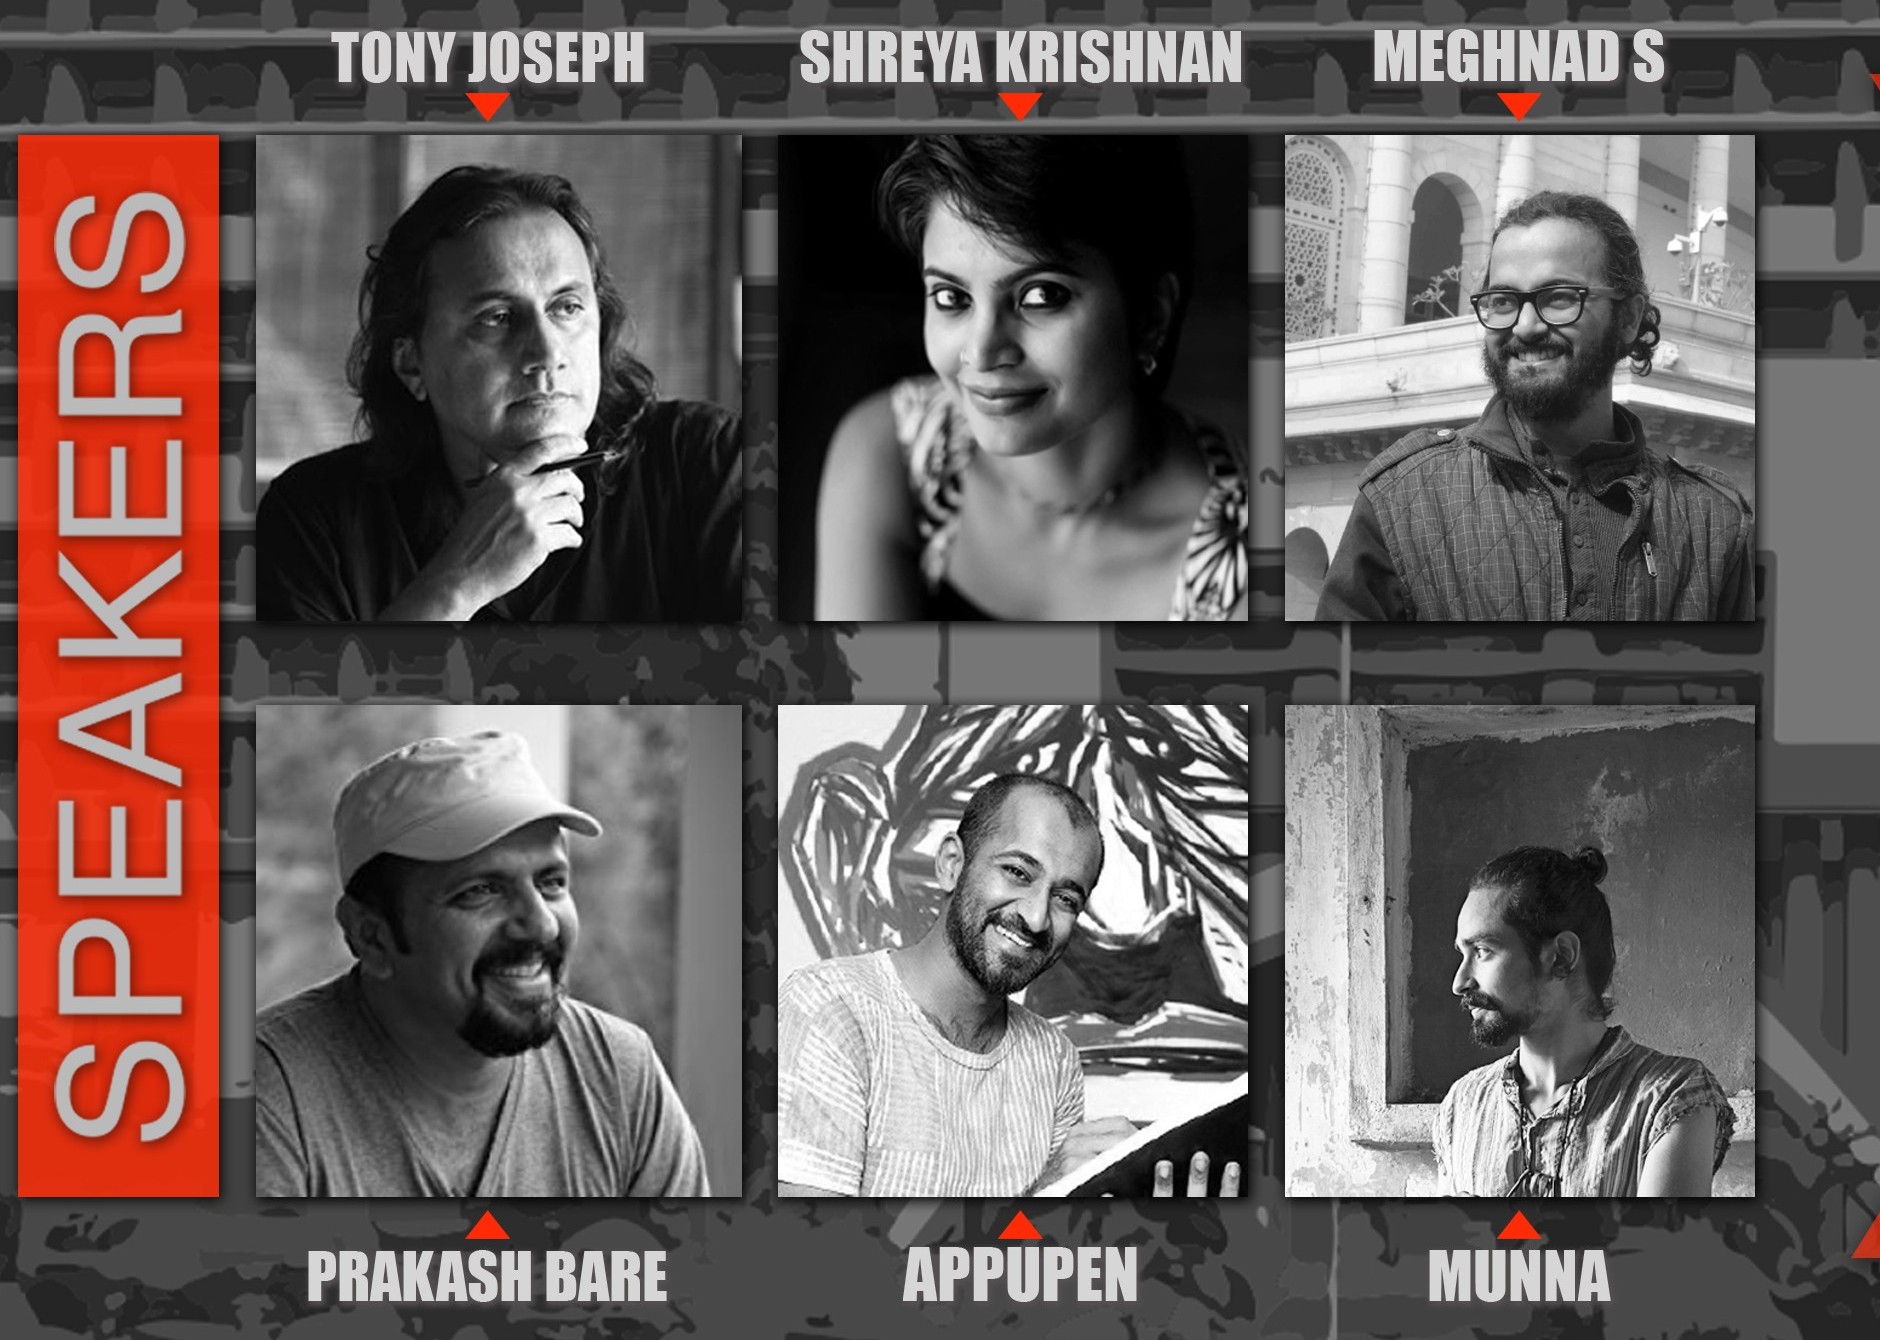 SPEAKERS
TONY JOSEPH
SHREYA KRISHNAN
MEGHNAD S
PRAKASH BARE
APPUPEN
MUNNA